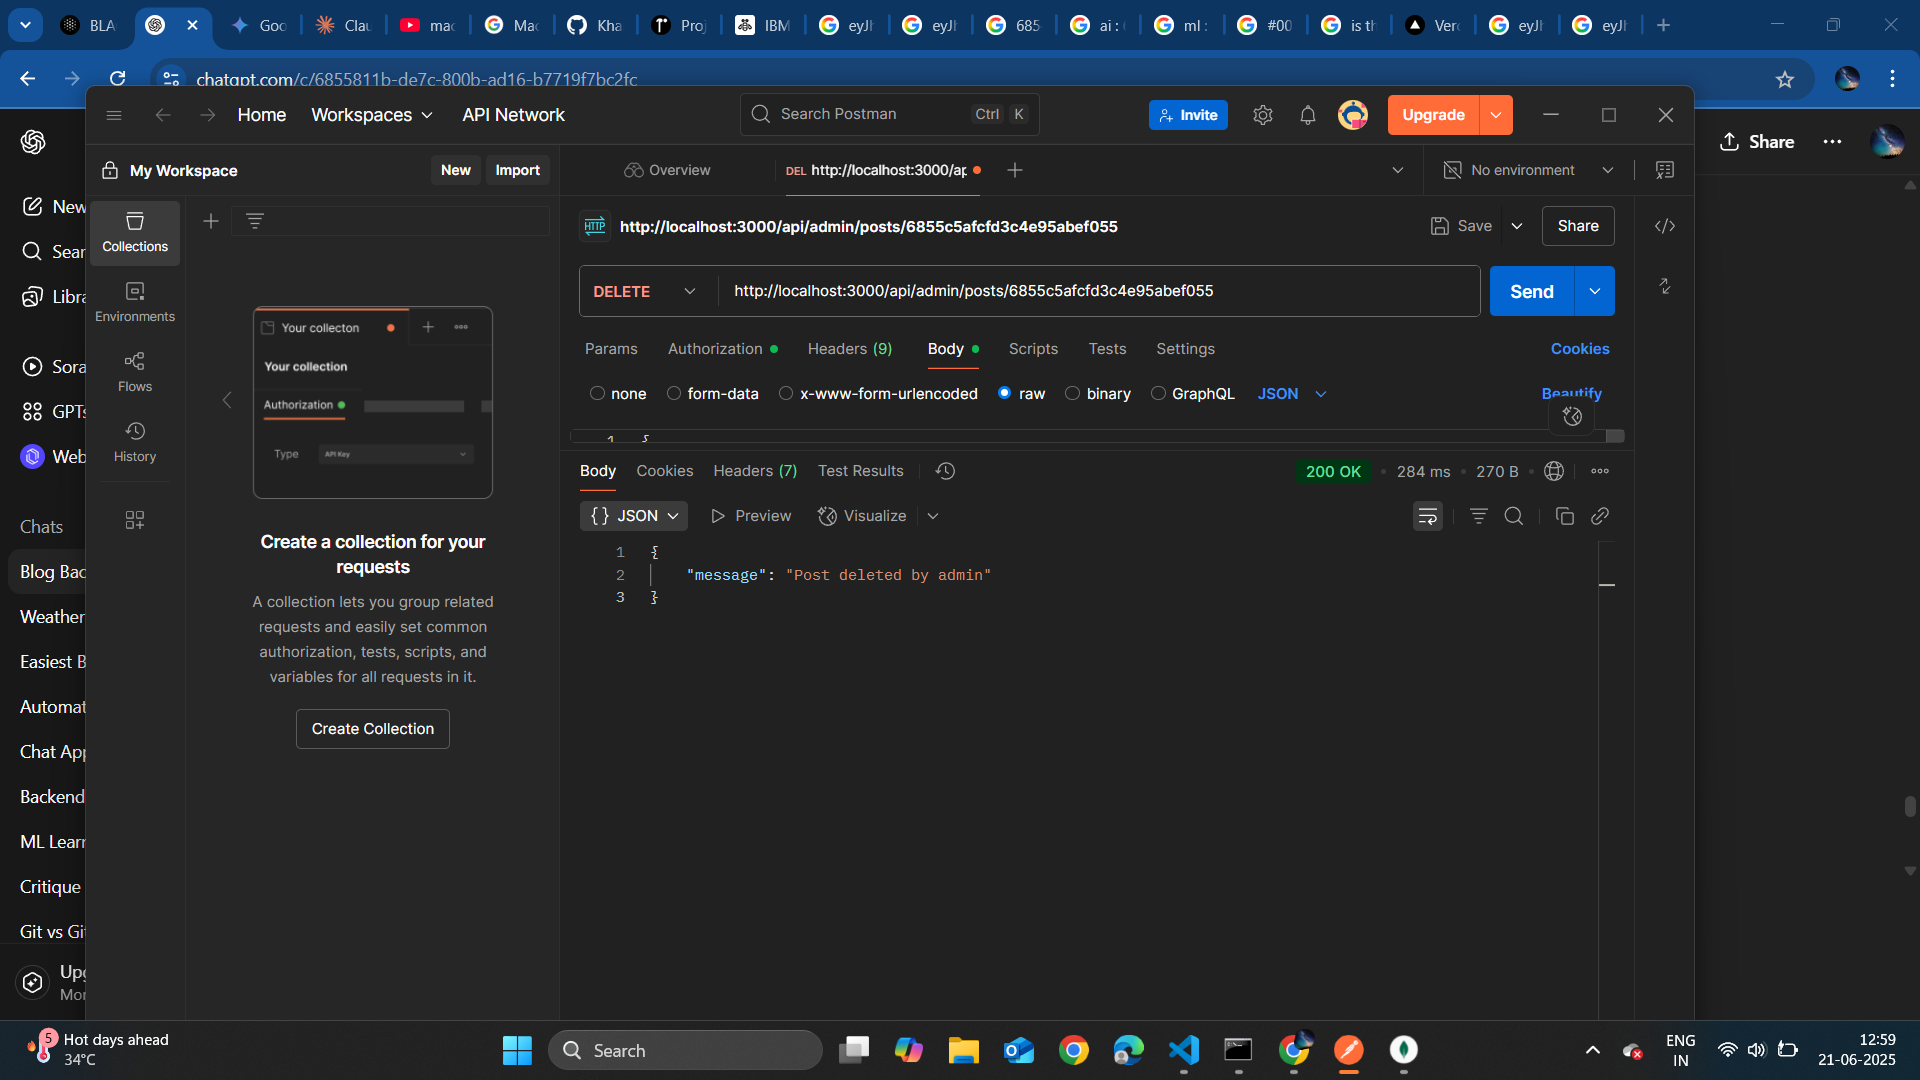 BLA
Goo
Clau
mac
Mac
Kha
Proj
IBM
eyJh
eyJh
685
ai :
ml :
#00
is th
Verc
eyJh
eyJh
chatgpt.com/c/6855811b-de7c-800b-ad16-b7719f7bc2fc
Home
Workspaces
API Network
Search Postman
Ctrl
K
Invite
Upgrade
Share
My Workspace
New
Import
Overview
DEL http://localhost:3000/ap
No environment
New
Sear
Libra
Sora
GPTs
Web
Chats
Blog Bac
Weather
Easiest B
Automat
Chat App
Backend
ML Learn
Critique
Git vs Git
Upg
Mor
Collections
Environments
Flows
History
Your collecton
Your collection
Authorization
Type
API Key
Create a collection for your
requests
A collection lets you group related
requests and easily set common
authorization, tests, scripts, and
variables for all requests in it.
Create Collection
HTTP
http://localhost:3000/api/admin/posts/6855c5afcfd3c4e95abef055
Save
Share
DELETE
http://localhost:3000/api/admin/posts/6855c5afcfd3c4e95abef055
Send
Params
Authorization
Headers (9)
Body
Scripts
Tests
Settings
Cookies
none
form-data
x-www-form-urlencoded
raw
binary
GraphQL
JSON
Beautify
1 {
Body
Cookies
Headers (7)
Test Results
200 OK
284 ms
270 B
{} JSON
Preview
Visualize
1 {
2 "message": "Post deleted by admin"
3 }
5
Hot days ahead
34°C
Search
ENG
IN
12:59
21-06-2025